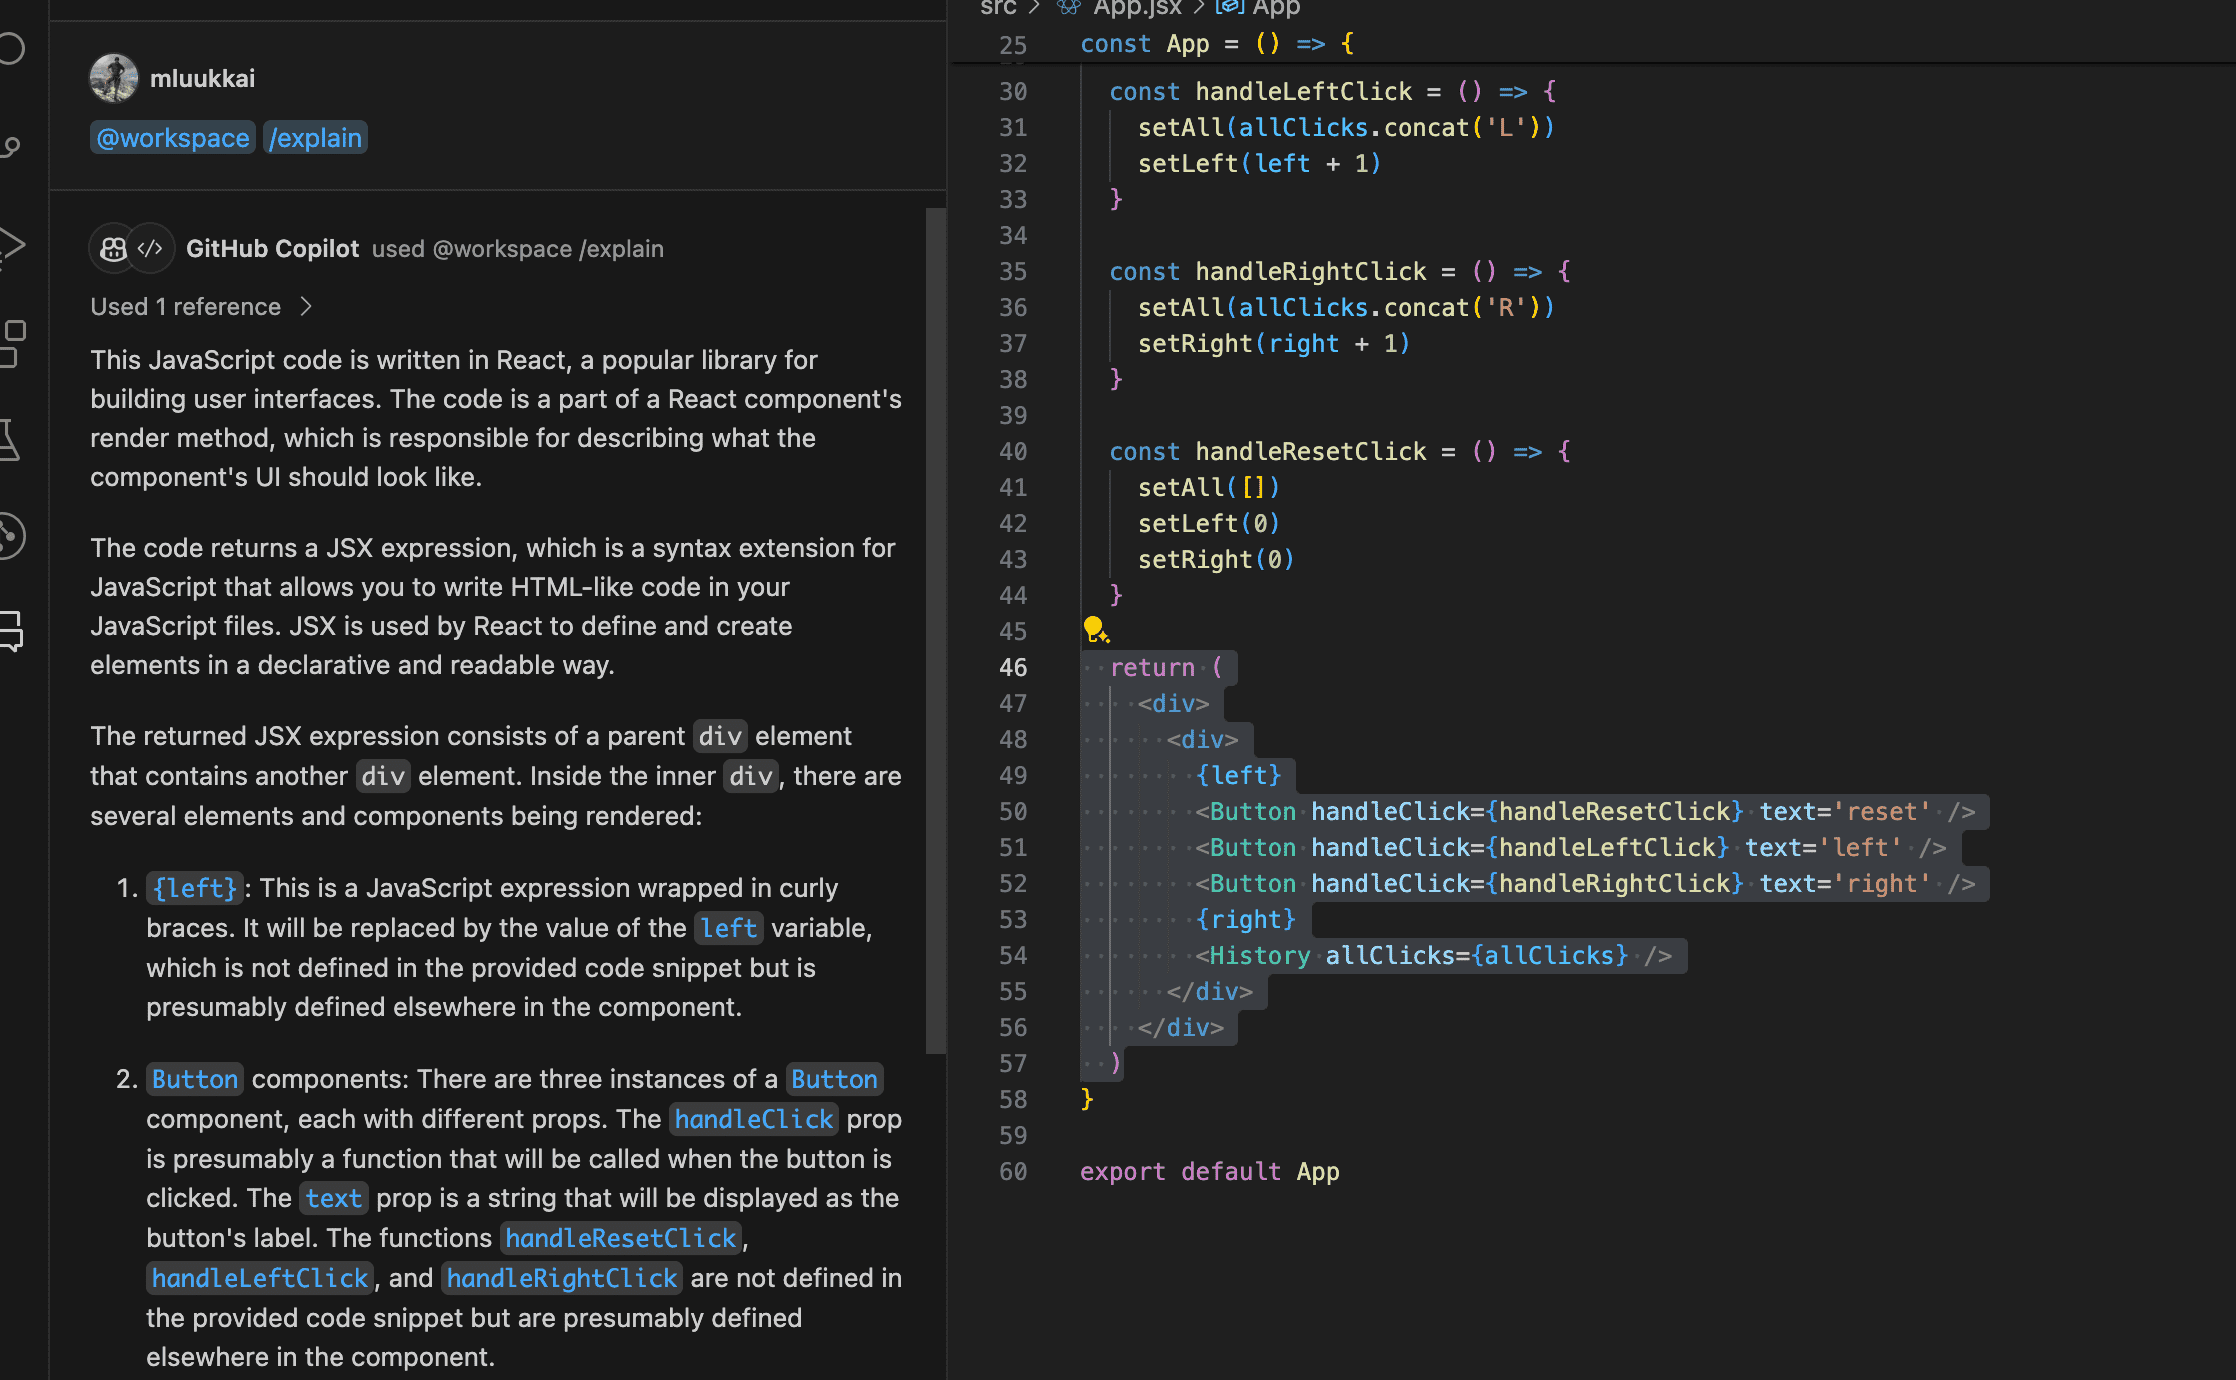 mluukkai
@workspace /explain
GitHub Copilot used @workspace /explain
Used 1 reference
This JavaScript code is written in React, a popular library for
building user interfaces. The code is a part of a React component's
render method, which is responsible for describing what the
component's UI should look like.
The code returns a JSX expression, which is a syntax extension for
JavaScript that allows you to write HTML-like code in your
JavaScript files. JSX is used by React to define and create
elements in a declarative and readable way.
The returned JSX expression consists of a parent div element
that contains another div element. Inside the inner div, there are
several elements and components being rendered:
1. {left}: This is a JavaScript expression wrapped in curly
braces. It will be replaced by the value of the left variable,
which is not defined in the provided code snippet but is
presumably defined elsewhere in the component.
2. Button components: There are three instances of a Button
component, each with different props. The handleClick prop
is presumably a function that will be called when the button is
clicked. The text prop is a string that will be displayed as the
button's label. The functions handleResetClick,
handleLeftClick, and handleRightClick are not defined in
the provided code snippet but are presumably defined
elsewhere in the component.
src > App.jsx > App
25 const App = () => {
30 const handleLeftClick = () => {
31 setAll(allClicks.concat('L'))
32 setLeft(left + 1)
33 }
34
35 const handleRightClick = () => {
36 setAll(allClicks.concat('R'))
37 setRight(right + 1)
38 }
39
40 const handleResetClick = () => {
41 setAll([])
42 setLeft(0)
43 setRight(0)
44 }
45
46 return (
47 <div>
48 <div>
49 {left}
50 <Button handleClick={handleResetClick} text='reset' />
51 <Button handleClick={handleLeftClick} text='left' />
52 <Button handleClick={handleRightClick} text='right' />
53 {right}
54 <History allClicks={allClicks} />
55 </div>
56 </div>
57 )
58 }
59
60 export default App